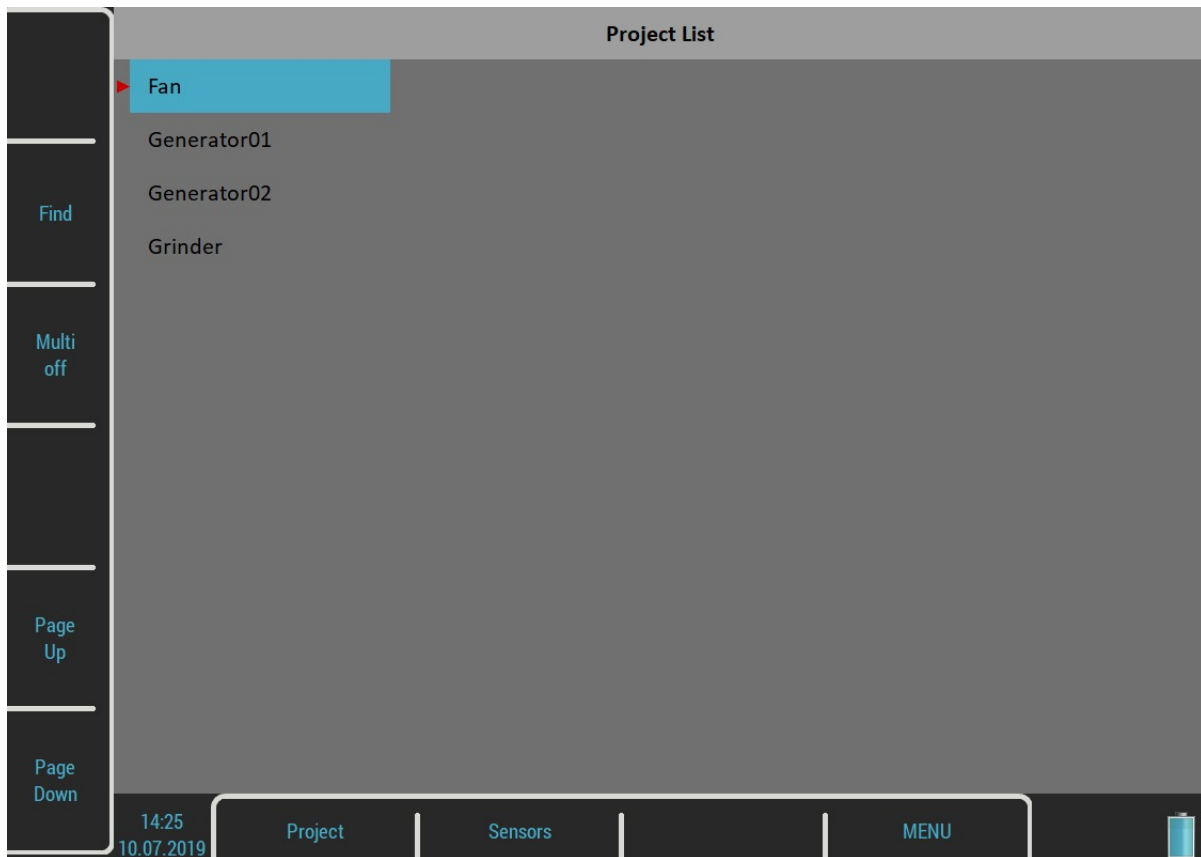 Project List
Fan
Generator01
Generator02
Grinder
Find
Multi
off
Page
Up
Page
Down
14:25
10.07.2019
Project
Sensors
MENU